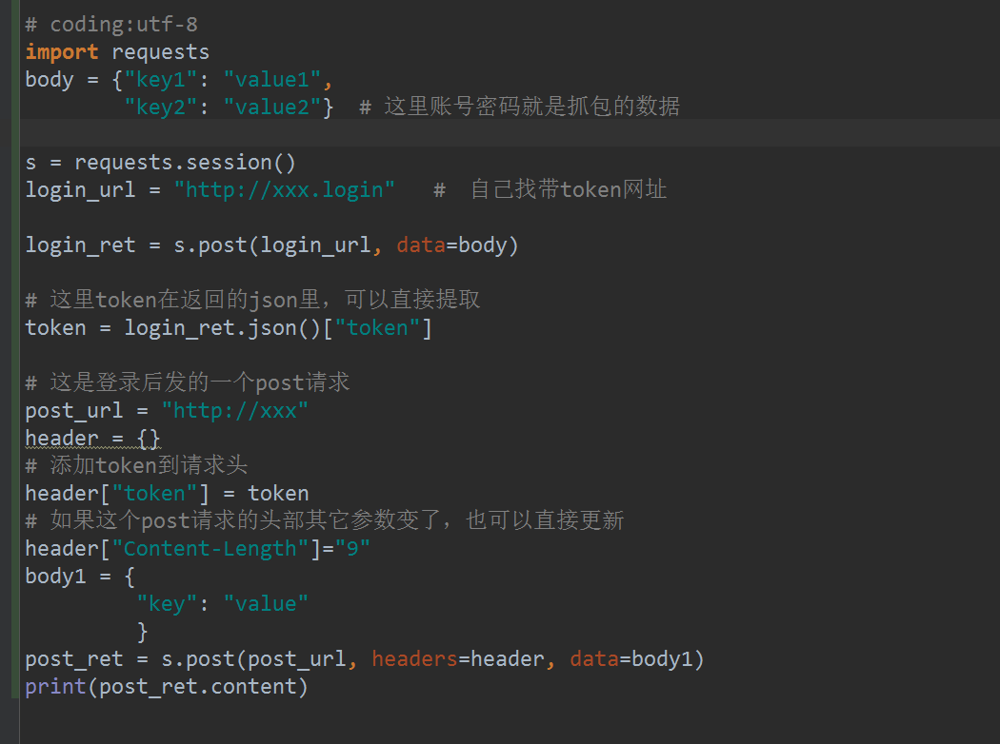 # coding:utf-8
import requests
body = {"key1": "value1",
        "key2": "value2"}  # 这里账号密码就是抓包的数据
s = requests.session()
login_url = "http://xxx.login"   #  自己找带token网址
login_ret = s.post(login_url, data=body)
# 这里token在返回的json里，可以直接提取
token = login_ret.json()["token"]
# 这是登录后发的一个post请求
post_url = "http://xxx"
header = {}
# 添加token到请求头
header["token"] = token
# 如果这个post请求的头部其它参数变了，也可以直接更新
header["Content-Length"]="9"
body1 = {
         "key": "value"
         }
post_ret = s.post(post_url, headers=header, data=body1)
print(post_ret.content)